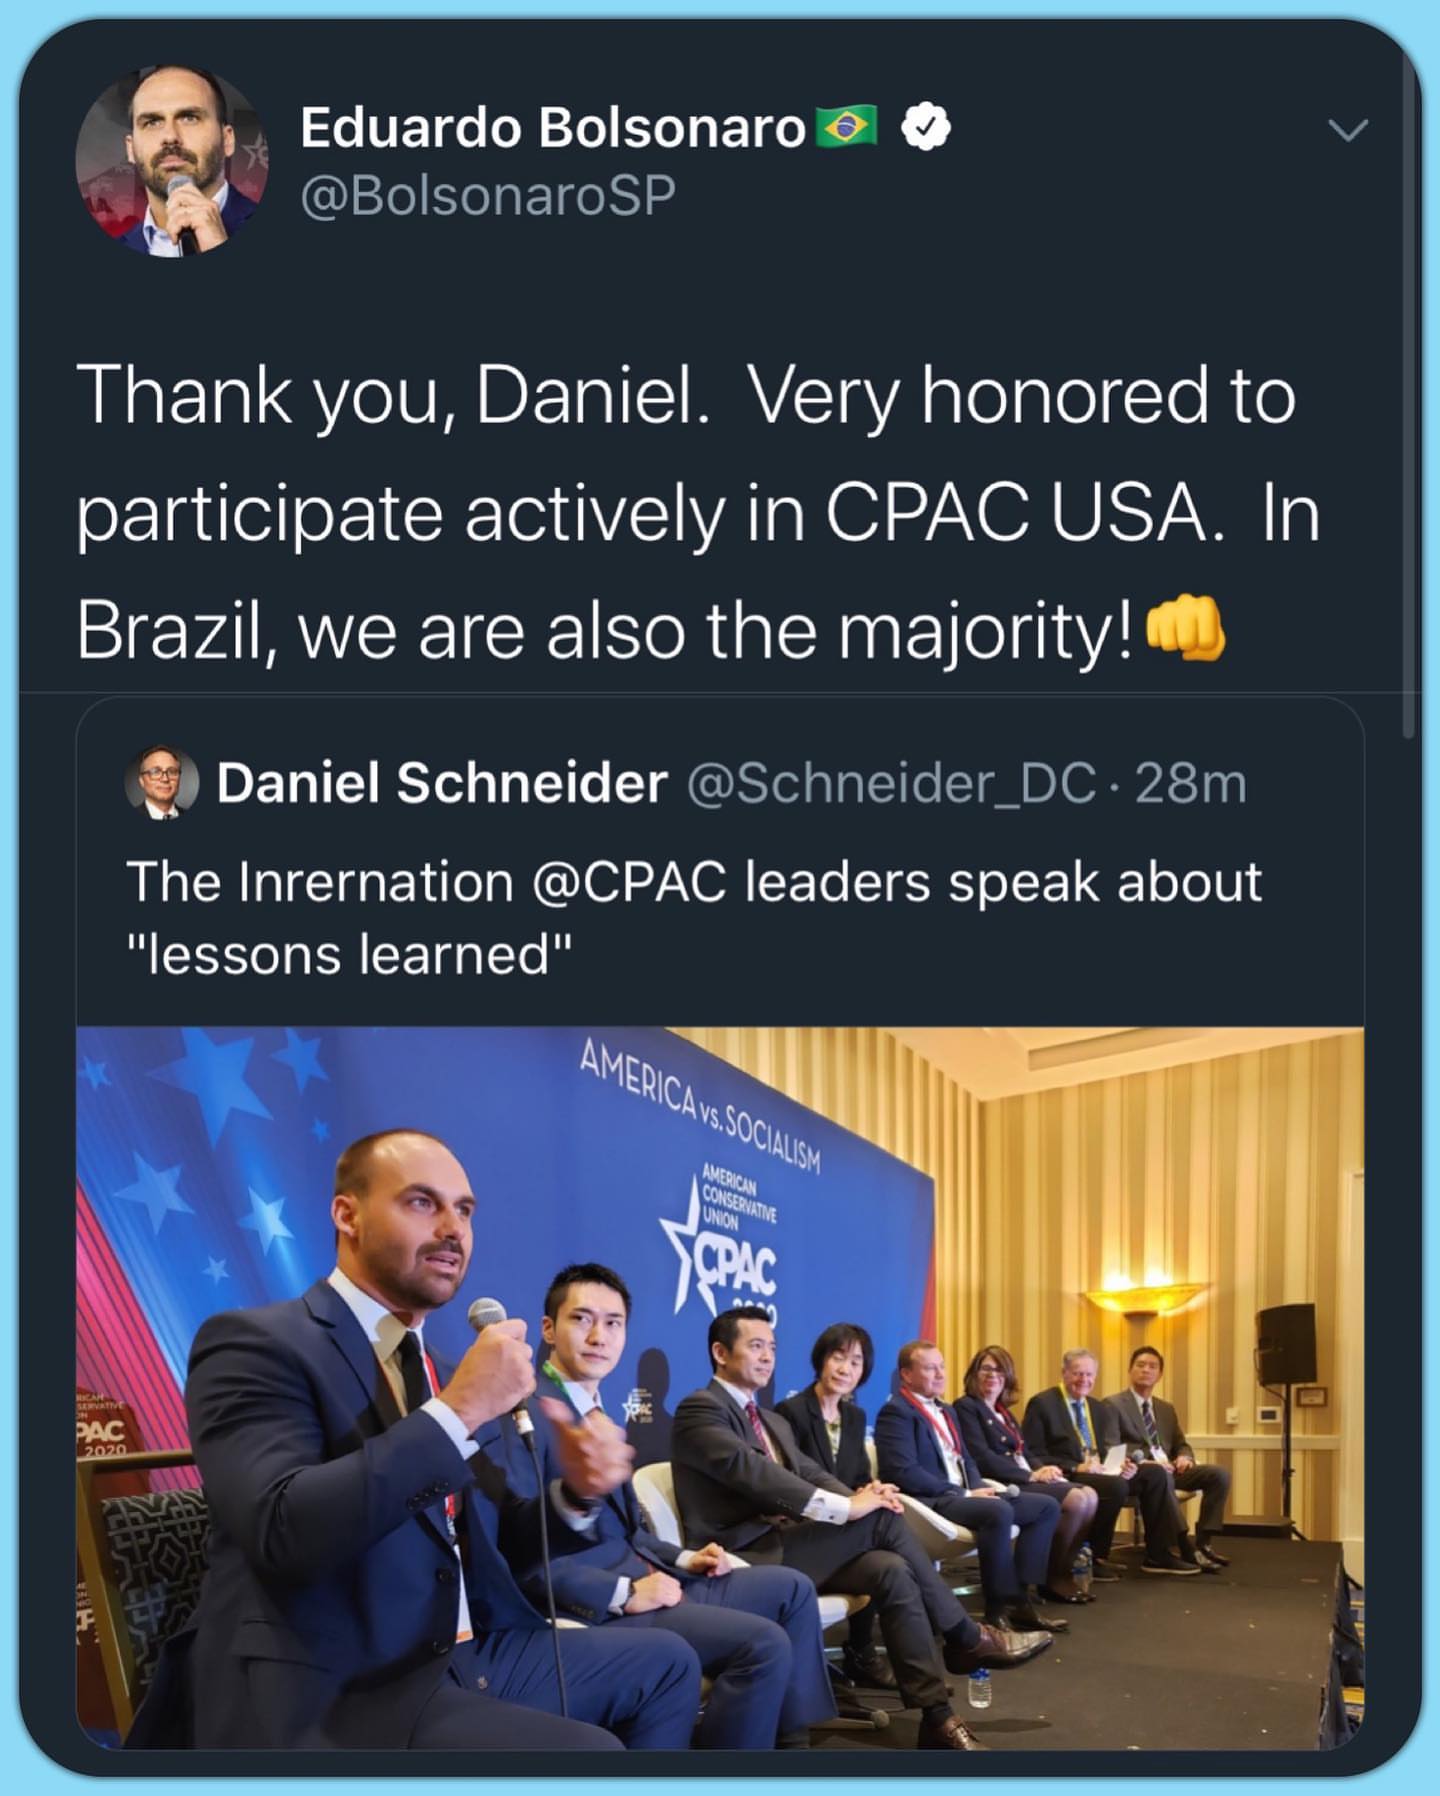 Eduardo Bolsonaro🇧🇷
@BolsonaroSP
Thank you, Daniel. Very honored to
participate actively in CPAC USA. In
Brazil, we are also the majority!👊
Daniel Schneider @Schneider_DC · 28m
The Inrernation @CPAC leaders speak about
"lessons learned"
AMERICA vs. SOCIALISM
AMERICAN
CONSERVATIVE
UNION
CPAC
2020
CPAC
PAC
2020